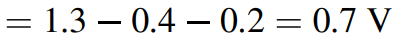 = 1.3 − 0.4 − 0.2 = 0.7 V